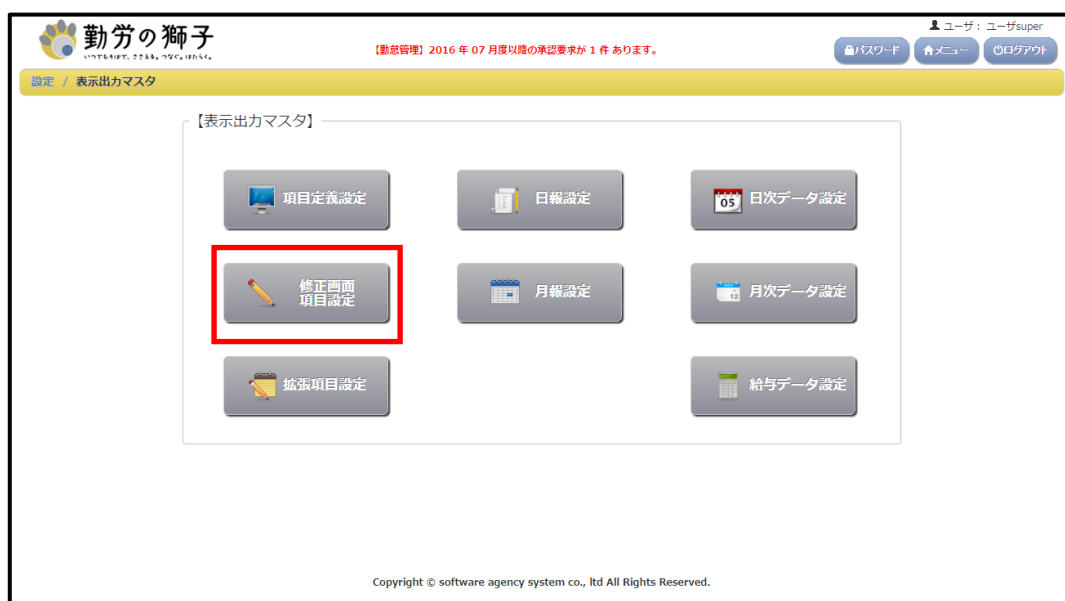 勤労の獅子
いつでもIPで、ささえる。つなぐ。はたらく。
【勤怠管理】2016 年 07 月度以降の承認要求が 1 件 あります。
ユーザ： ユーザsuper
パスワード
メニュー
ログアウト
設定 / 表示出力マスタ
【表示出力マスタ】
項目定義設定
日報設定
05
日次データ設定
修正画面
項目設定
月報設定
12
月次データ設定
拡張項目設定
給与データ設定
Copyright © software agency system co., ltd All Rights Reserved.